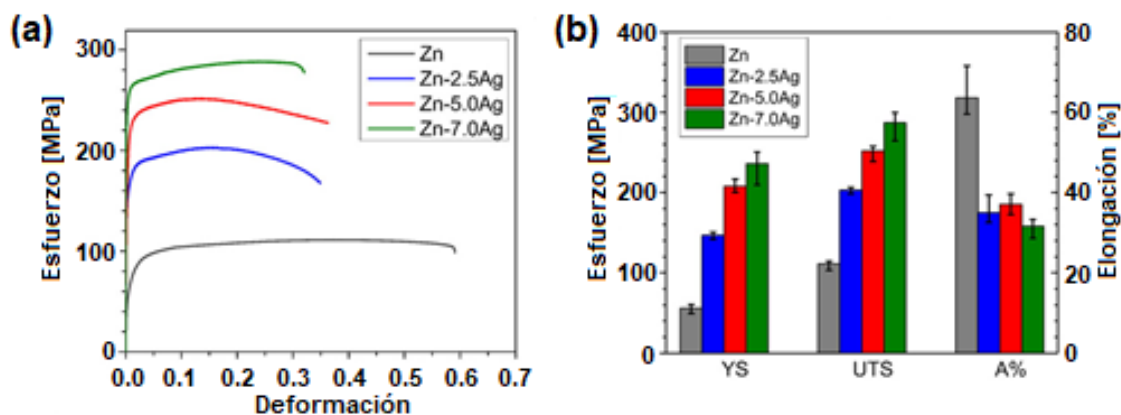 (a)
Esfuerzo [MPa]
300
200
100
0
Zn
Zn-2.5Ag
Zn-5.0Ag
Zn-7.0Ag
0.0 0.1 0.2 0.3 0.4 0.5 0.6 0.7
Deformación
(b)
Esfuerzo [MPa]
400
300
200
100
0
Zn
Zn-2.5Ag
Zn-5.0Ag
Zn-7.0Ag
YS UTS A%
80
60
40
20
0
Elongación [%]